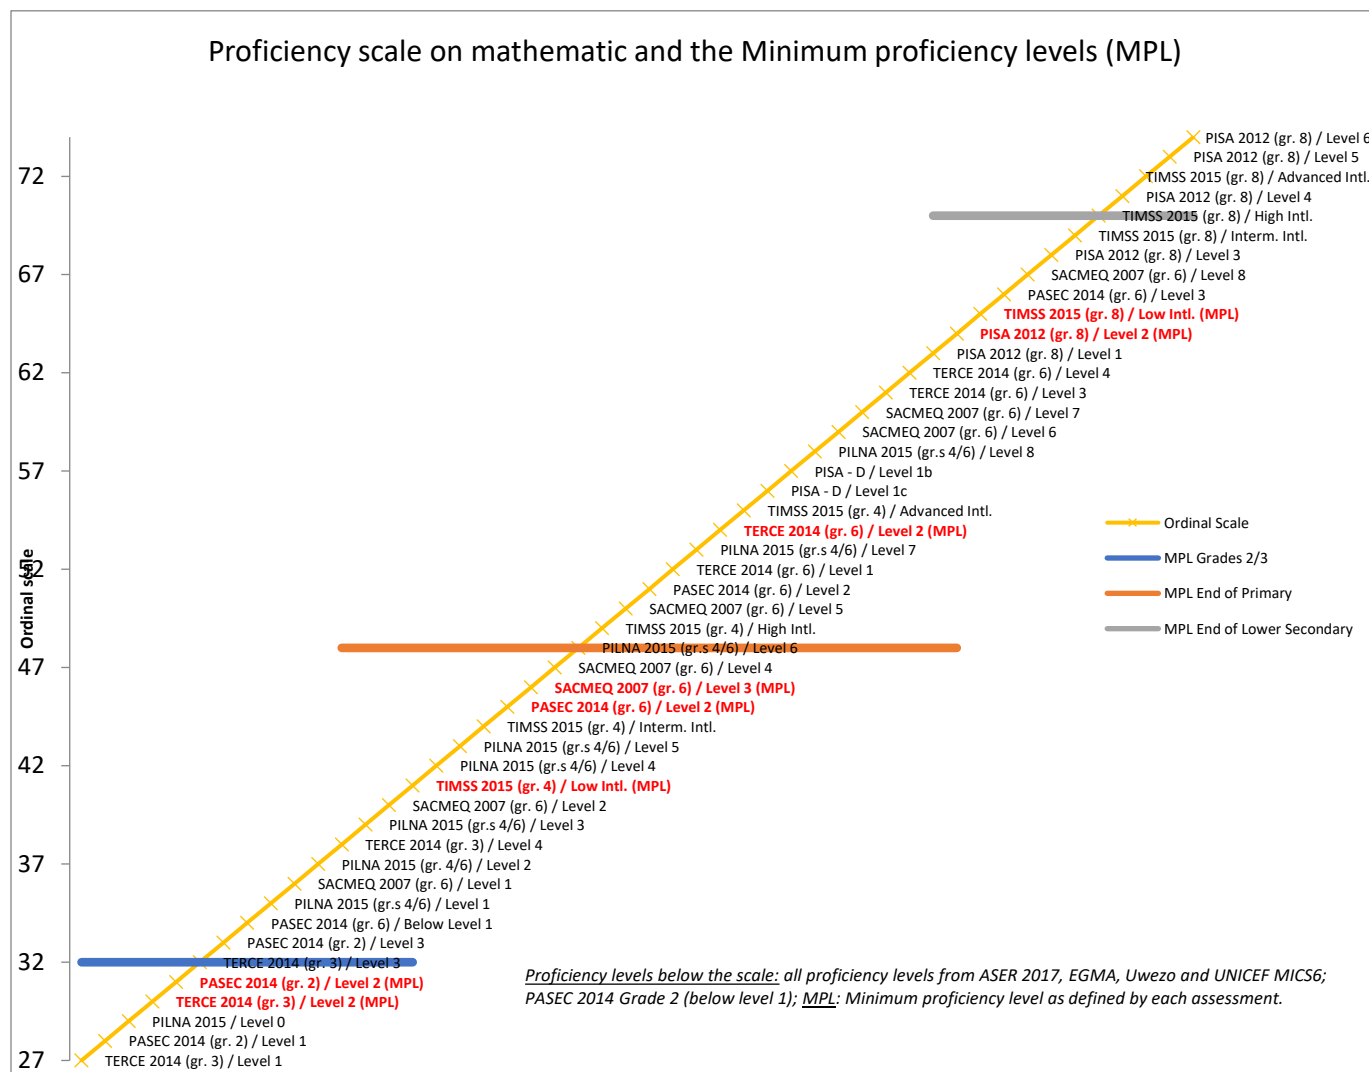 Proficiency scale on mathematic and the Minimum proficiency levels (MPL)
PISA 2012 (gr. 8) / Level 6
PISA 2012 (gr. 8) / Level 5
72
TIMSS 2015 (gr. 8) / Advanced Intl.
PISA 2012 (gr. 8) / Level 4
TIMSS 2015 (gr. 8) / High Intl.
TIMSS 2015 (gr. 8) / Interm. Intl.
PISA 2012 (gr. 8) / Level 3
67
SACMEQ 2007 (gr. 6) / Level 8
PASEC 2014 (gr. 6) / Level 3
TIMSS 2015 (gr. 8) / Low Intl. (MPL)
PISA 2012 (gr. 8) / Level 2 (MPL)
PISA 2012 (gr. 8) / Level 1
62
TERCE 2014 (gr. 6) / Level 4
TERCE 2014 (gr. 6) / Level 3
SACMEQ 2007 (gr. 6) / Level 7
SACMEQ 2007 (gr. 6) / Level 6
PILNA 2015 (gr.s 4/6) / Level 8
57
PISA - D / Level 1b
PISA - D / Level 1c
TIMSS 2015 (gr. 4) / Advanced Intl.
TERCE 2014 (gr. 6) / Level 2 (MPL)
PILNA 2015 (gr.s 4/6) / Level 7
52
TERCE 2014 (gr. 6) / Level 1
PASEC 2014 (gr. 6) / Level 2
SACMEQ 2007 (gr. 6) / Level 5
TIMSS 2015 (gr. 4) / High Intl.
PILNA 2015 (gr.s 4/6) / Level 6
47
SACMEQ 2007 (gr. 6) / Level 4
SACMEQ 2007 (gr. 6) / Level 3 (MPL)
PASEC 2014 (gr. 6) / Level 2 (MPL)
TIMSS 2015 (gr. 4) / Interm. Intl.
PILNA 2015 (gr.s 4/6) / Level 5
42
PILNA 2015 (gr.s 4/6) / Level 4
TIMSS 2015 (gr. 4) / Low Intl. (MPL)
SACMEQ 2007 (gr. 6) / Level 2
PILNA 2015 (gr.s 4/6) / Level 3
TERCE 2014 (gr. 3) / Level 4
37
PILNA 2015 (gr. 4/6) / Level 2
SACMEQ 2007 (gr. 6) / Level 1
PILNA 2015 (gr.s 4/6) / Level 1
PASEC 2014 (gr. 6) / Below Level 1
PASEC 2014 (gr. 2) / Level 3
32
TERCE 2014 (gr. 3) / Level 3
PASEC 2014 (gr. 2) / Level 2 (MPL)
TERCE 2014 (gr. 3) / Level 2 (MPL)
PILNA 2015 / Level 0
PASEC 2014 (gr. 2) / Level 1
27
TERCE 2014 (gr. 3) / Level 1
Ordinal scale
Ordinal Scale
MPL Grades 2/3
MPL End of Primary
MPL End of Lower Secondary
Proficiency levels below the scale: all proficiency levels from ASER 2017, EGMA, Uwezo and UNICEF MICS6;
PASEC 2014 Grade 2 (below level 1); MPL: Minimum proficiency level as defined by each assessment.